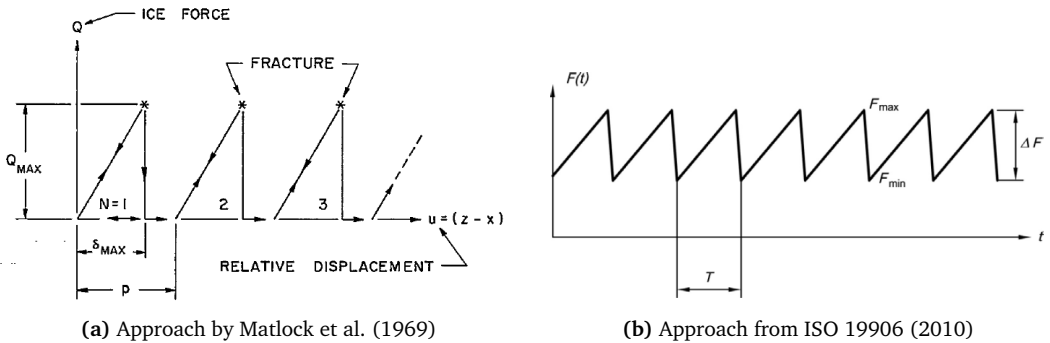 ICE FORCE
Q
FRACTURE
Q MAX
N=1
2
3
u = (z - x)
δ MAX
RELATIVE DISPLACEMENT
p
(a) Approach by Matlock et al. (1969)
F(t)
F max
ΔF
F min
t
T
(b) Approach from ISO 19906 (2010)